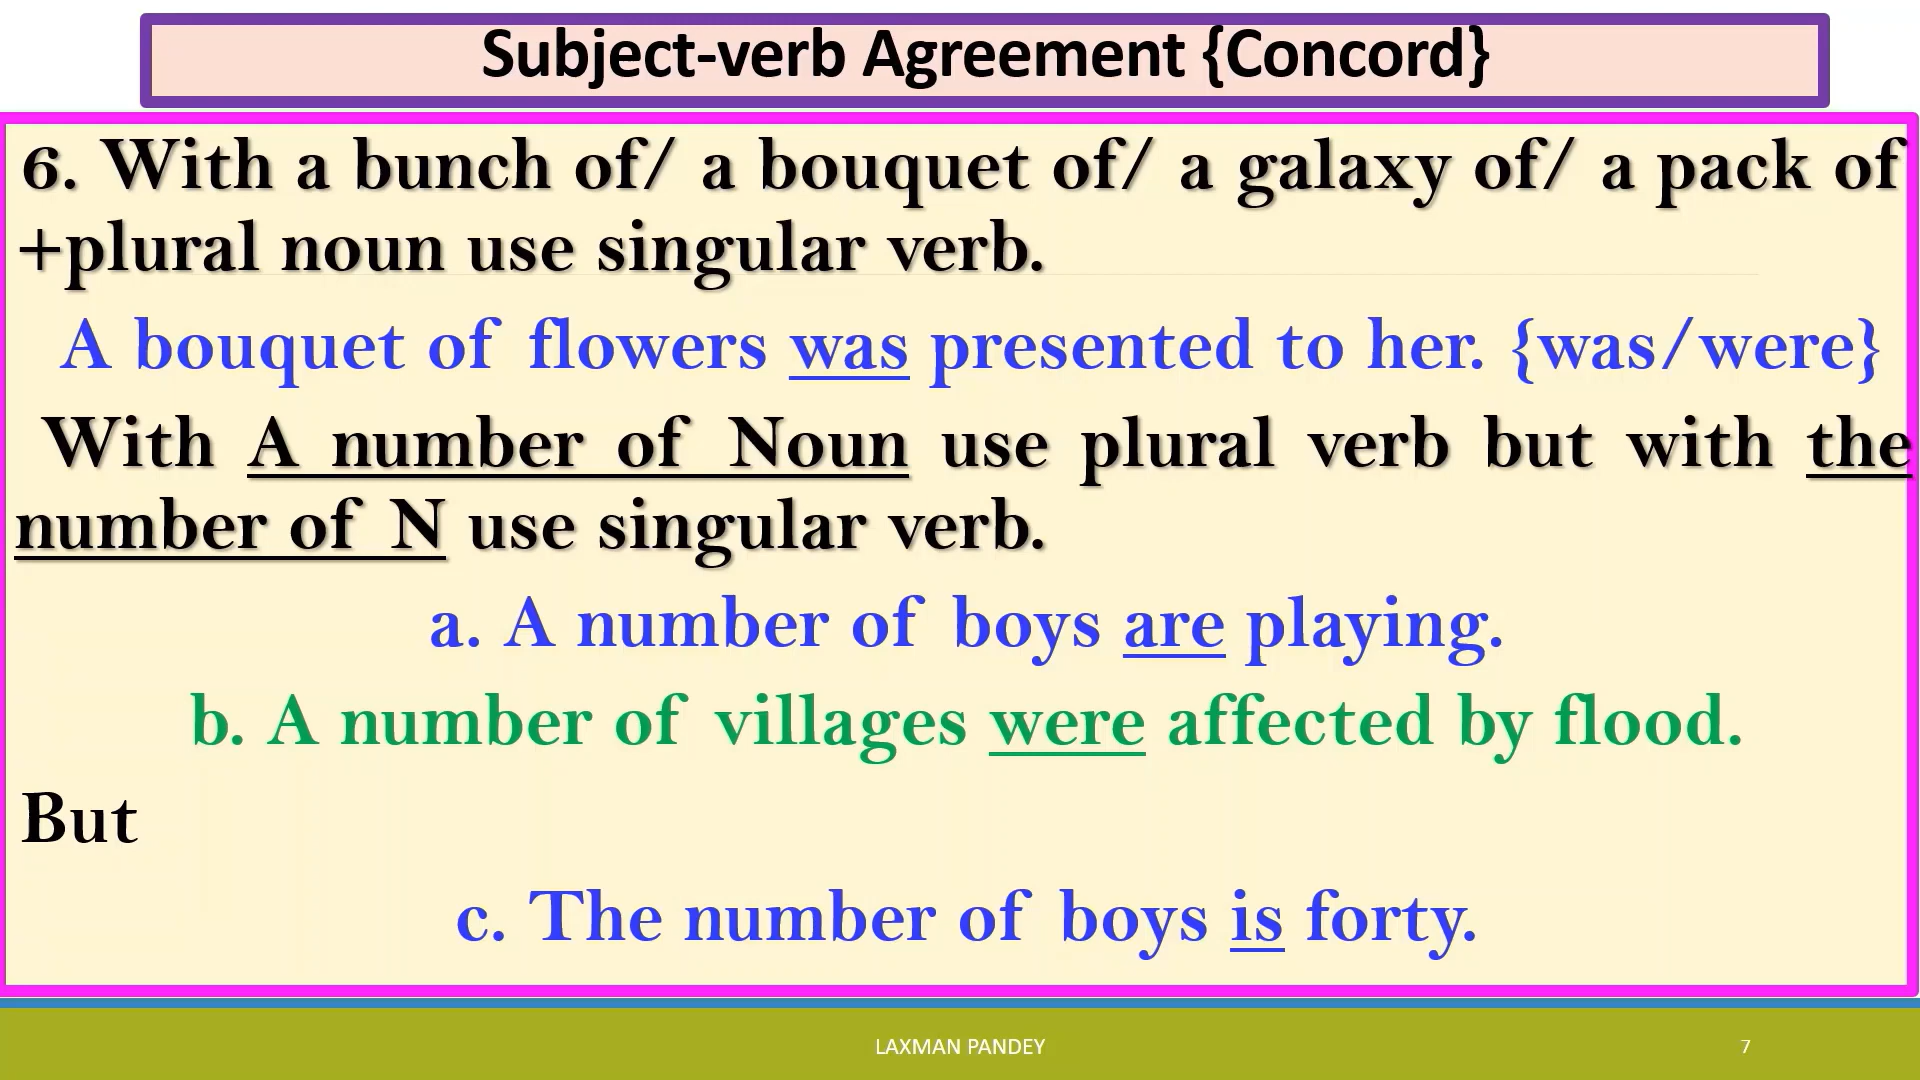 Subject-verb Agreement {Concord}
6. With a bunch of/ a bouquet of/ a galaxy of/ a pack of
+plural noun use singular verb.
A bouquet of flowers was presented to her. {was/were}
With A number of Noun use plural verb but with the
number of N use singular verb.
a. A number of boys are playing.
b. A number of villages were affected by flood.
But
c. The number of boys is forty.
LAXMAN PANDEY
7